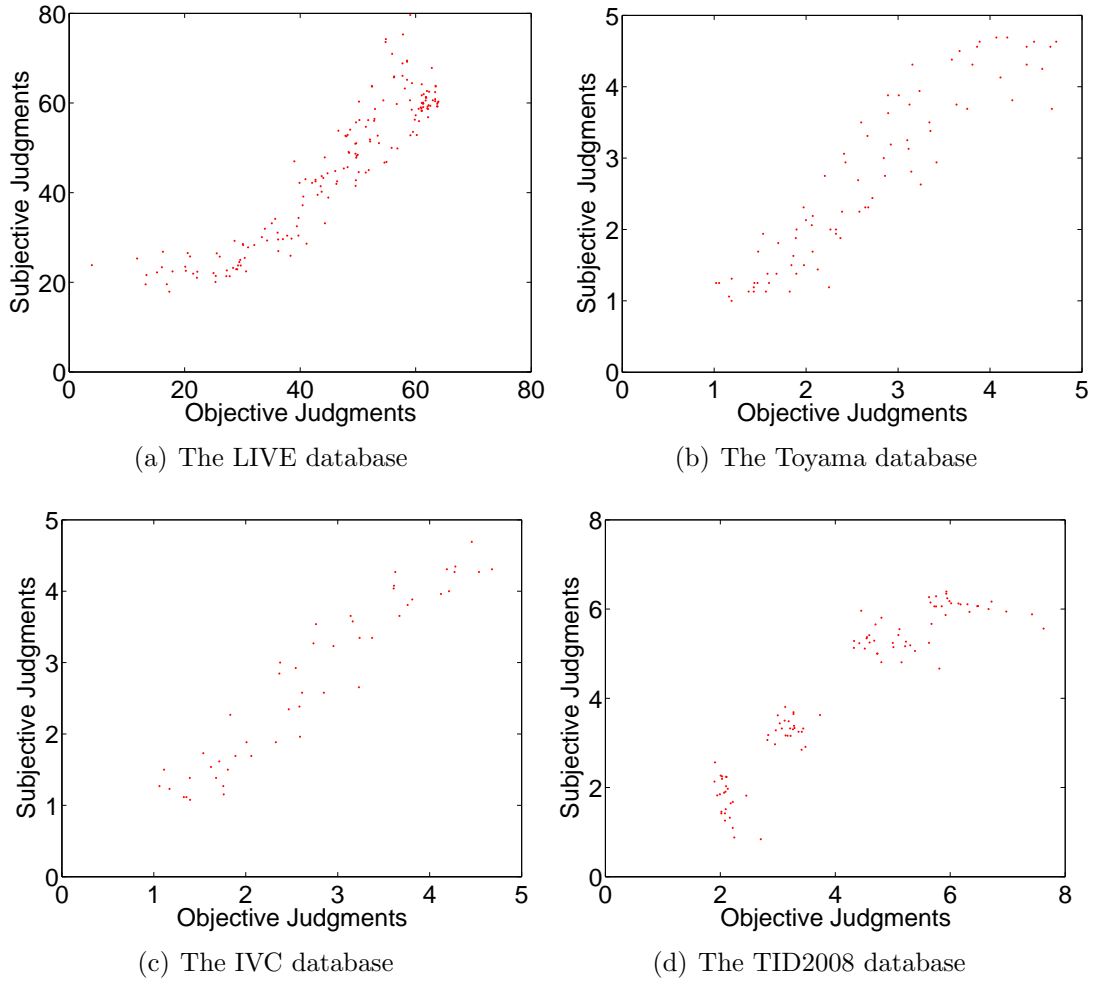 80
60
40
20
0
0 20 40 60 80
Subjective Judgments
Objective Judgments
(a) The LIVE database
5
4
3
2
1
0
0 1 2 3 4 5
Subjective Judgments
Objective Judgments
(b) The Toyama database
5
4
3
2
1
0
0 1 2 3 4 5
Subjective Judgments
Objective Judgments
(c) The IVC database
8
6
4
2
0
0 2 4 6 8
Subjective Judgments
Objective Judgments
(d) The TID2008 database